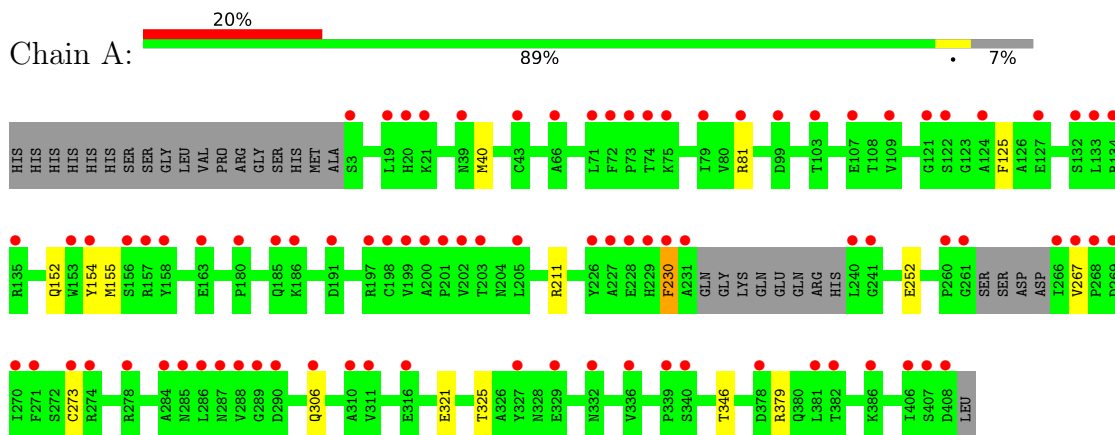 20%
Chain A:
89% • 7%
HIS HIS HIS HIS HIS HIS SER SER GLY LEU VAL PRO ARG GLY SER HIS MET ALA S3 L19 H20 K21 N39 M40 C43 A66 L71 F72 P73 T74 K75 I79 V80 R81 D99 T103 E107 T108 V109 G121 S122 G123 A124 F125 A126 E127 S132 L133 R134
R135 Q152 W153 Y154 M155 S156 R157 Y158 E163 P180 Q185 K186 D191 R197 C198 V199 A200 P201 V202 T203 N204 L205 R211 Y226 A227 E228 H229 F230 A231 GLN GLY LYS GLN GLU GLN ARG HIS L240 G241 E252 P260 G261 SER SER ASP ASP I266 V267 P268 D269
I270 F271 S272 C273 R274 R278 A284 N285 L286 N287 V288 G289 D290 Q306 A310 V311 E316 E321 T325 A326 Y327 N328 E329 N332 V336 P339 S340 T346 D378 R379 Q380 L381 T382 K386 I406 S407 D408 LEU